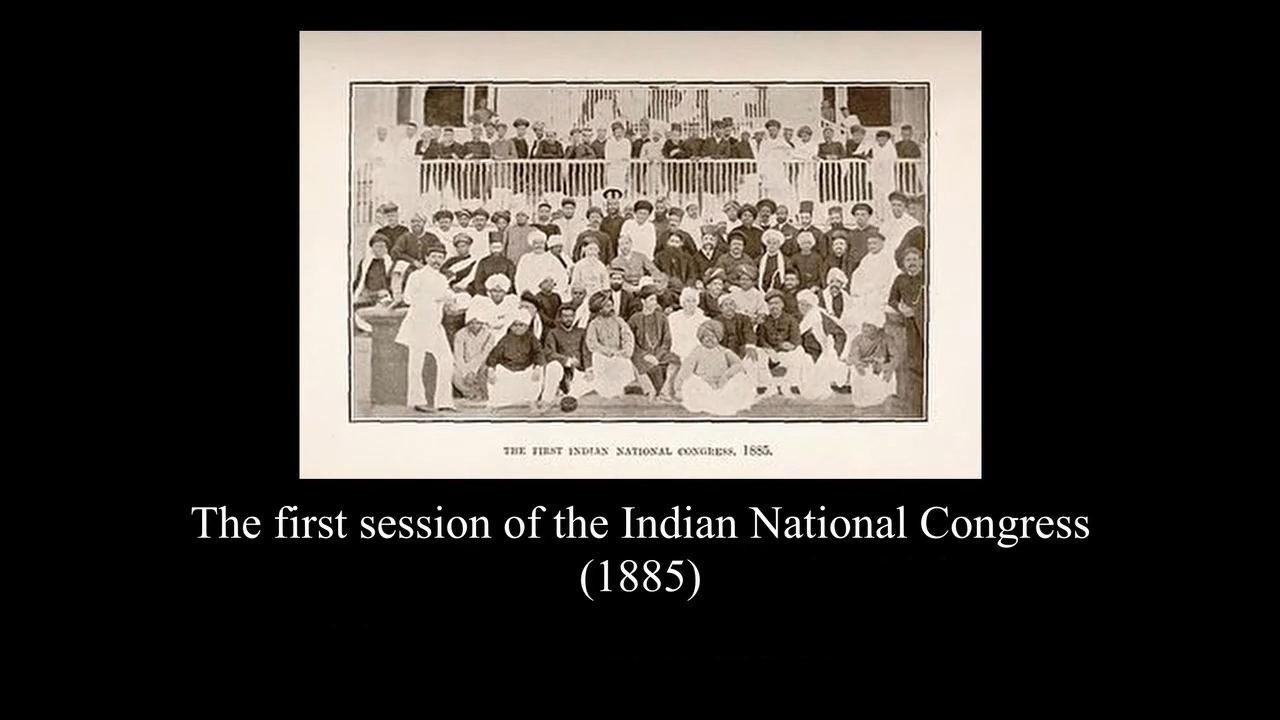 THE FIRST INDIAN NATIONAL CONGRESS, 1885.
The first session of the Indian National Congress
(1885)